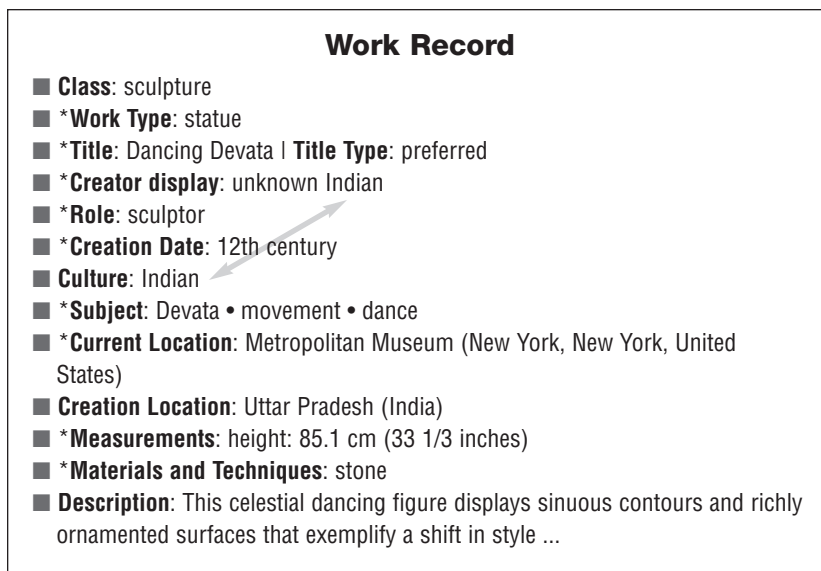 Work Record
■ Class: sculpture
■ *Work Type: statue
■ *Title: Dancing Devata | Title Type: preferred
■ *Creator display: unknown Indian
■ *Role: sculptor
■ *Creation Date: 12th century
■ Culture: Indian
■ *Subject: Devata • movement • dance
■ *Current Location: Metropolitan Museum (New York, New York, United
States)
■ Creation Location: Uttar Pradesh (India)
■ *Measurements: height: 85.1 cm (33 1/3 inches)
■ *Materials and Techniques: stone
■ Description: This celestial dancing figure displays sinuous contours and richly
ornamented surfaces that exemplify a shift in style ...